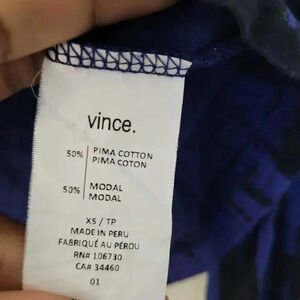 vince.
50% PIMA COTTON
PIMA COTON
50% MODAL
MODAL
XS / TP
MADE IN PERU
FABRIQUÉ AU PÉROU
RN# 106730
CA# 34460
01